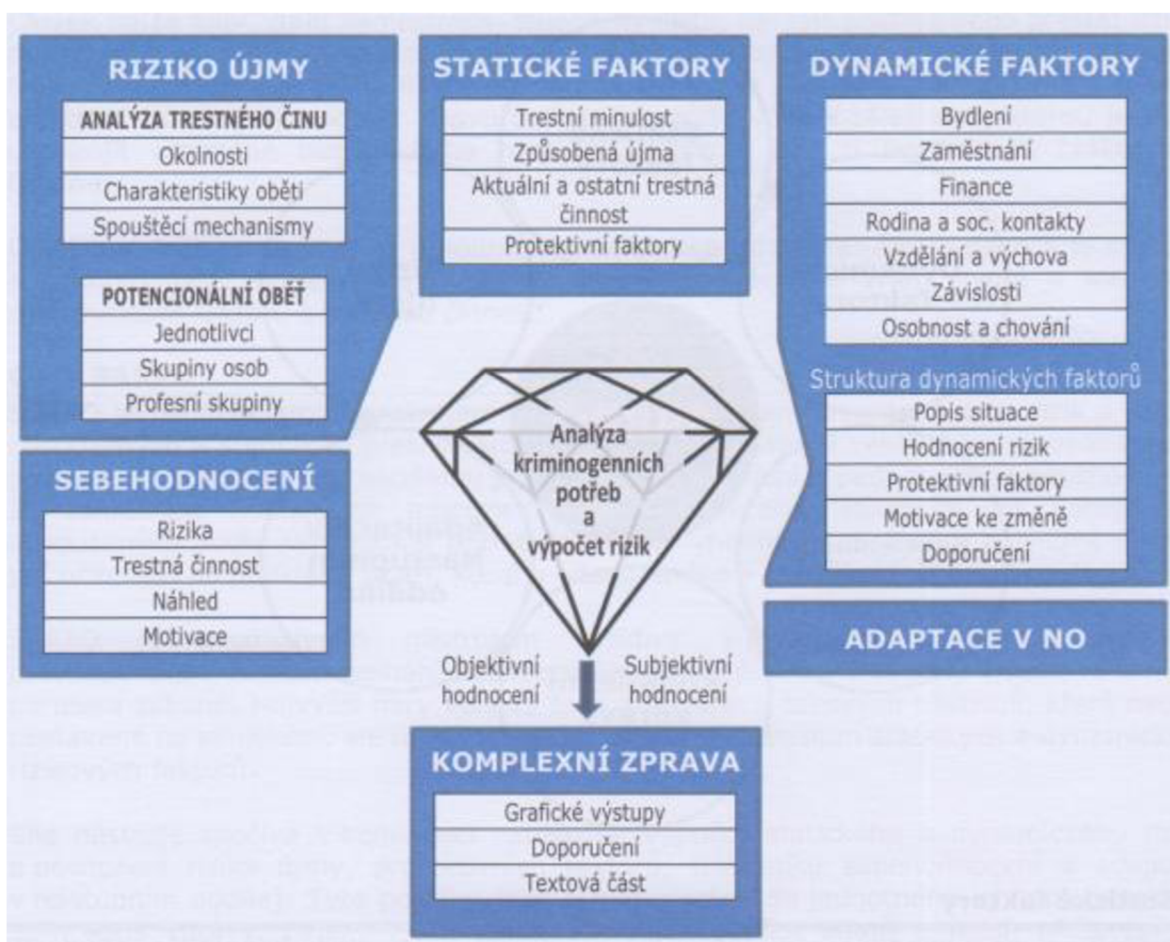 RIZIKO ÚJMY
ANALÝZA TRESTNÉHO ČINU
Okolnosti
Charakteristiky oběti
Spouštěcí mechanismy
POTENCIONÁLNÍ OBĚŤ
Jednotlivci
Skupiny osob
Profesní skupiny
SEBEHODNOCENÍ
Rizika
Trestná činnost
Náhled
Motivace
STATICKÉ FAKTORY
Trestní minulost
Způsobená újma
Aktuální a ostatní trestná
činnost
Protektivní faktory
Analýza
kriminogenních
potřeb
a
výpočet rizik
Objektivní
hodnocení
Subjektivní
hodnocení
KOMPLEXNÍ ZPRAVA
Grafické výstupy
Doporučení
Textová část
DYNAMICKÉ FAKTORY
Bydlení
Zaměstnání
Finance
Rodina a soc. kontakty
Vzdělání a výchova
Závislosti
Osobnost a chování
Struktura dynamických faktorů
Popis situace
Hodnocení rizik
Protektivní faktory
Motivace ke změně
Doporučení
ADAPTACE V NO